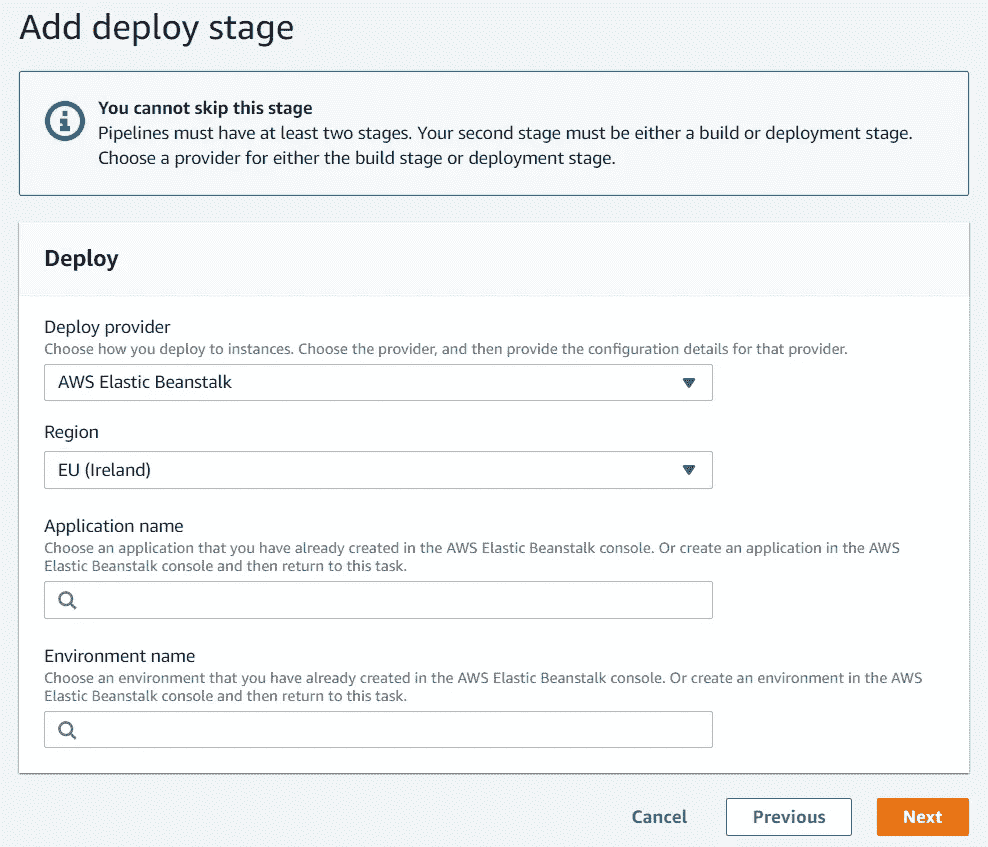 Add deploy stage
You cannot skip this stage
Pipelines must have at least two stages. Your second stage must be either a build or deployment stage.
Choose a provider for either the build stage or deployment stage.
Deploy
Deploy provider
Choose how you deploy to instances. Choose the provider, and then provide the configuration details for that provider.
AWS Elastic Beanstalk
Region
EU (Ireland)
Application name
Choose an application that you have already created in the AWS Elastic Beanstalk console. Or create an application in the AWS
Elastic Beanstalk console and then return to this task.
Environment name
Choose an environment that you have already created in the AWS Elastic Beanstalk console. Or create an environment in the AWS
Elastic Beanstalk console and then return to this task.
Cancel Previous Next